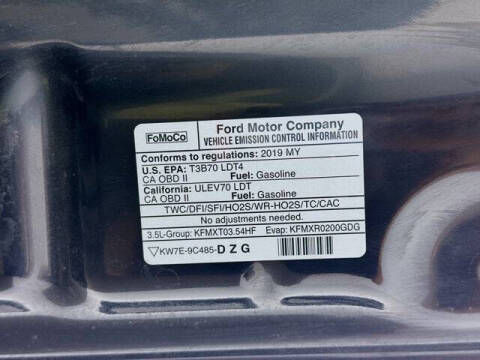 FoMoCo
Ford Motor Company
VEHICLE EMISSION CONTROL INFORMATION
Conforms to regulations: 2019 MY
U.S. EPA: T3B70 LDT4
CA OBD II Fuel: Gasoline
California: ULEV70 LDT
CA OBD II Fuel: Gasoline
TWC/DFI/SFI/HO2S/WR-HO2S/TC/CAC
No adjustments needed.
3.5L-Group: KFMXT03.54HF Evap: KFMXR0200GDG
KW7E-9C485-D Z G